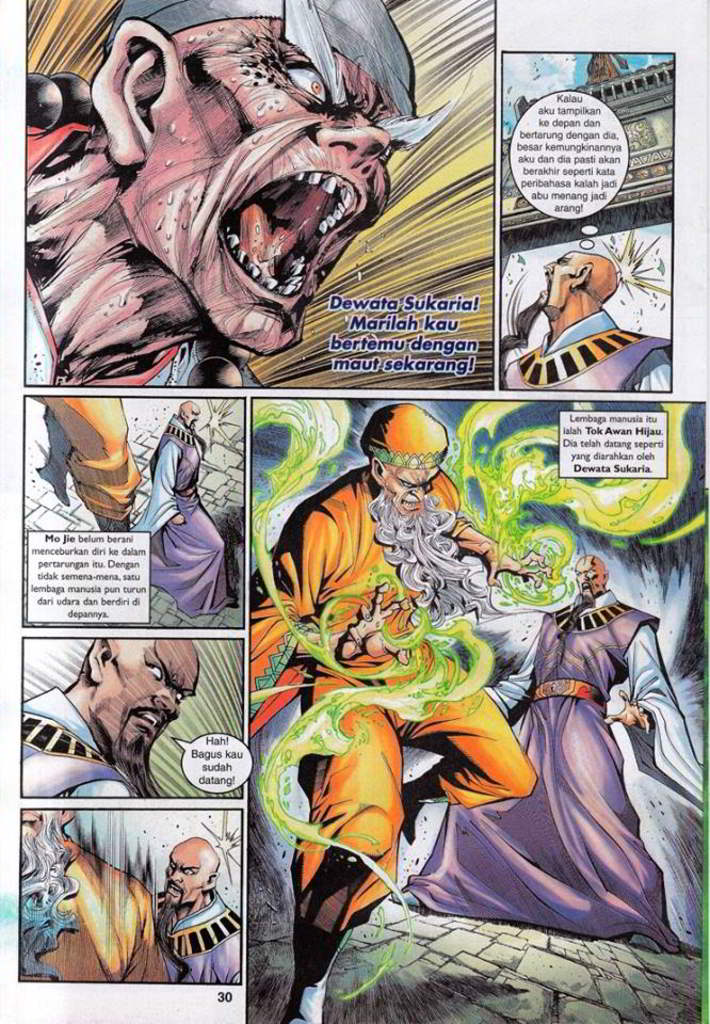 Dewata Sukaria!
Marilah kau
bertemu dengan
maut sekarang!
Kalau
aku tampilkan
ke depan dan
bertarung dengan dia,
besar kemungkinannya
aku dan dia pasti akan
berakhir seperti kata
peribahasa kalah jadi
abu menang jadi
arang!
Mo Jie belum berani
menceburkan diri ke dalam
pertarungan itu. Dengan
tidak semena-mena, satu
lembaga manusia pun turun
dari udara dan berdiri di
depannya.
Hah!
Bagus kau
sudah
datang!
Lembaga manusia itu
ialah Tok Awan Hijau.
Dia telah datang seperti
yang diarahkan oleh
Dewata Sukaria.
30